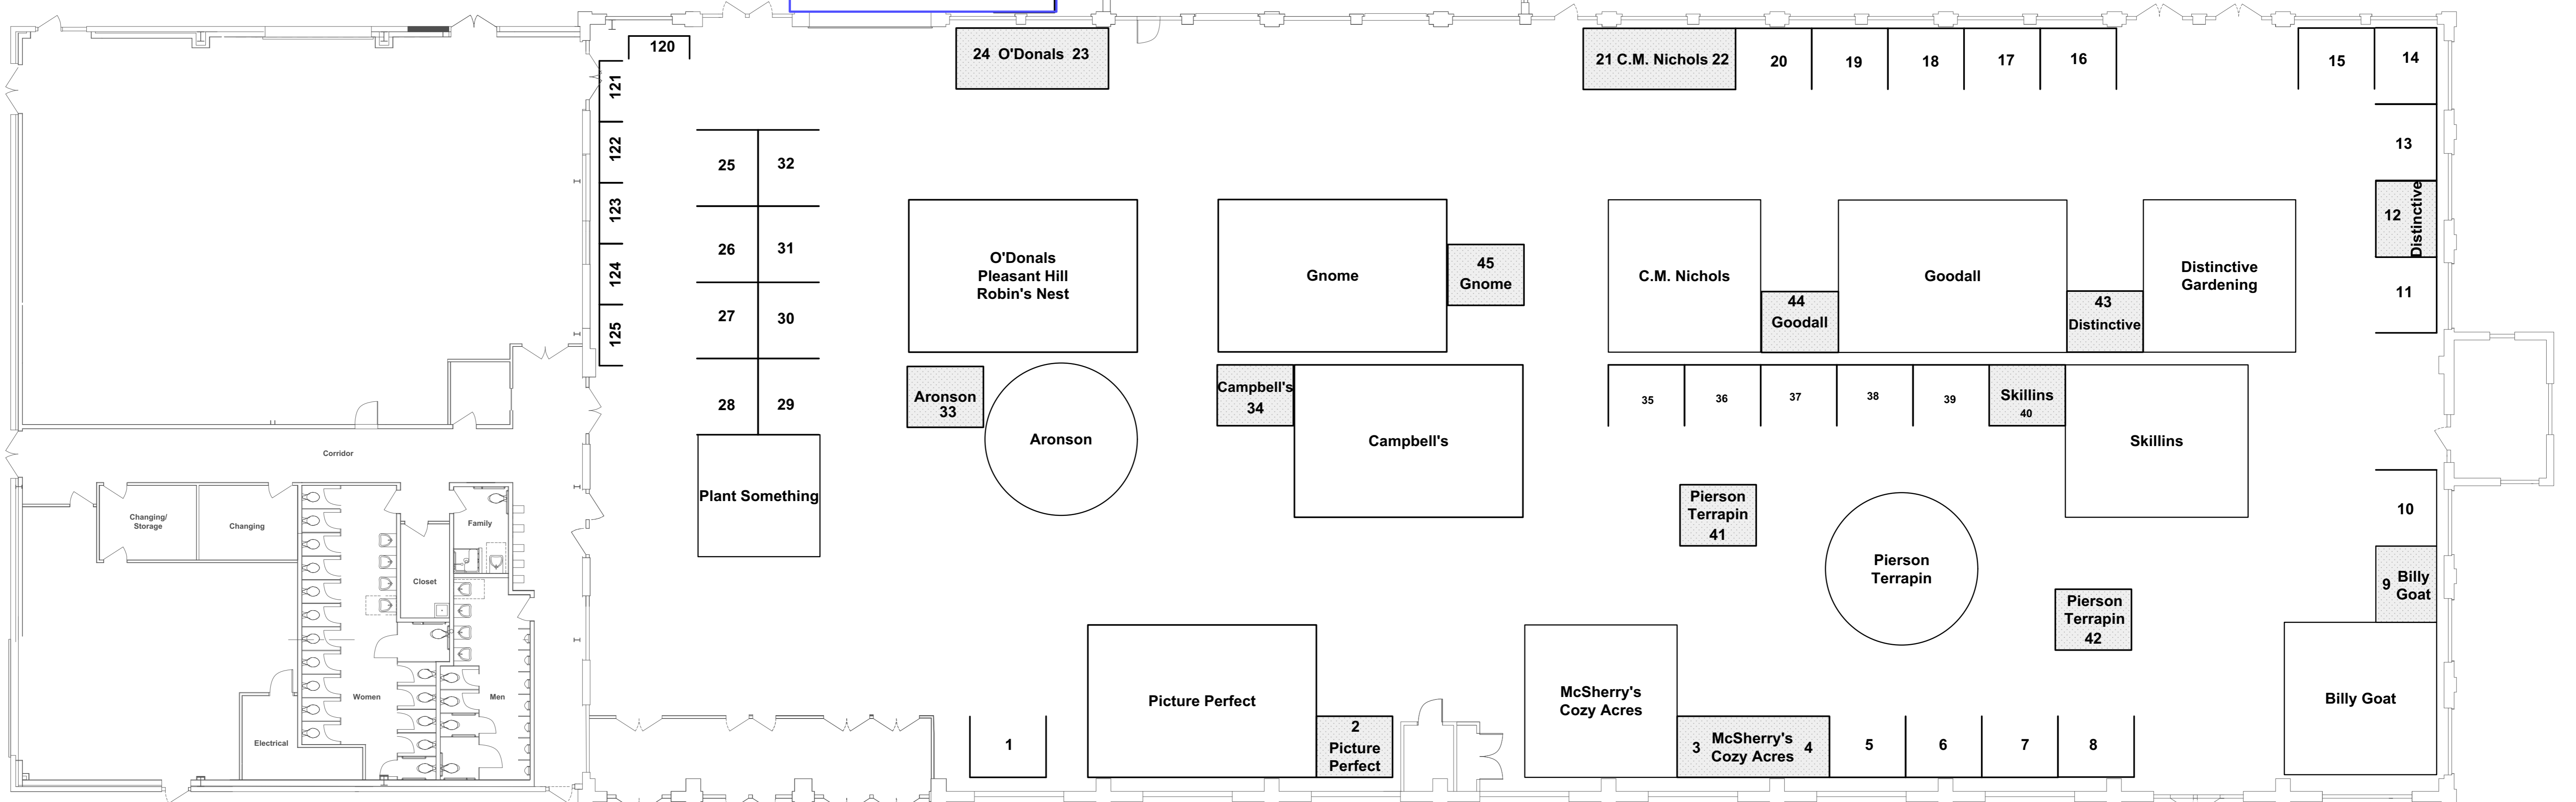 120
24 O'Donals 23
21 C.M. Nichols 22
20
19
18
17
16
15
14
121
122
123
124
125
13
12
Distinctive
11
25
32
26
31
27
30
28
29
Plant Something
O'Donals
Pleasant Hill
Robin's Nest
Gnome
45
Gnome
C.M. Nichols
44
Goodall
Goodall
43
Distinctive
Distinctive
Gardening
Aronson
33
Aronson
Campbell's
34
Campbell's
35
36
37
38
39
Skillins
40
Skillins
Pierson
Terrapin
41
Pierson
Terrapin
Pierson
Terrapin
42
10
9
Billy
Goat
Billy Goat
Corridor
Changing/
Storage
Changing
Family
Closet
Women
Men
Electrical
1
Picture Perfect
2
Picture
Perfect
McSherry's
Cozy Acres
3
McSherry's
Cozy Acres
4
5
6
7
8